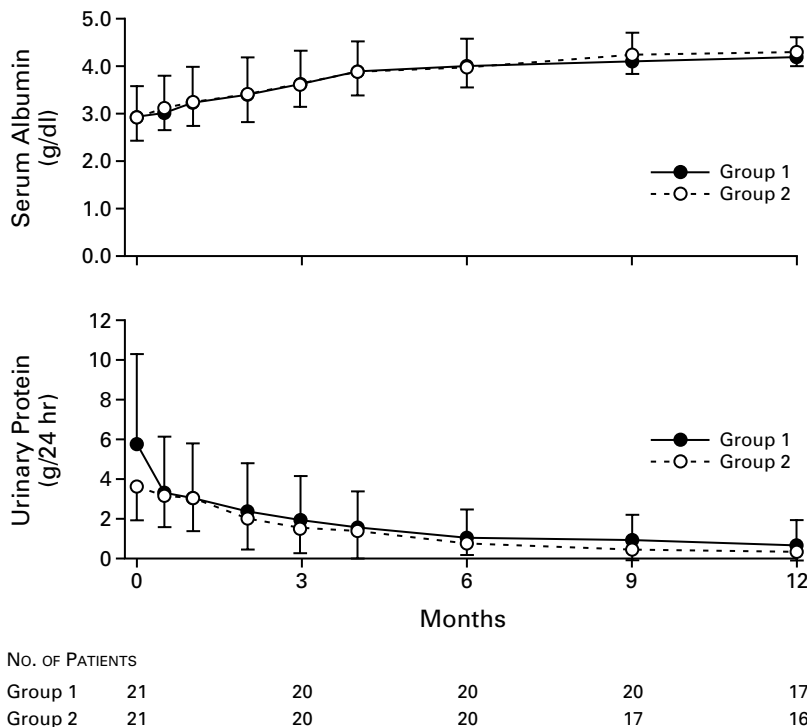 5.0
4.0
3.0
2.0
1.0
0.0
Serum Albumin
(g/dl)
Group 1
Group 2
12
10
8
6
4
2
0
Urinary Protein
(g/24 hr)
Group 1
Group 2
0 3 6 9 12
Months
NO. OF PATIENTS
Group 1 21 20 20 20 17
Group 2 21 20 20 17 16